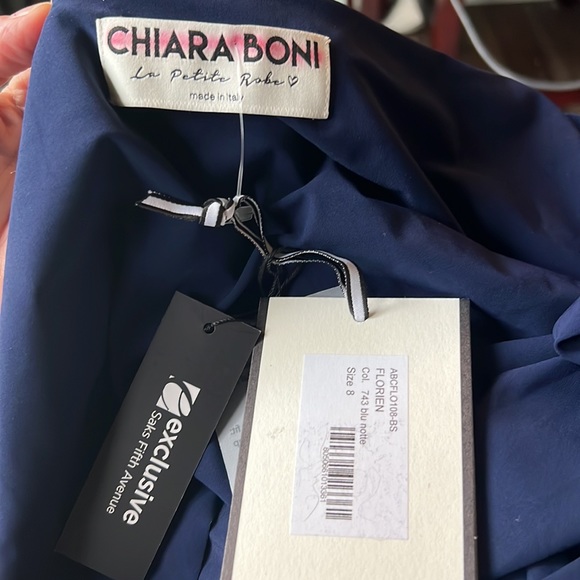 CHIARA BONI
La Petite Robe
made in Italy
exclusive
Saks Fifth Avenue
ABCFLO108-BS
FLORIEN
Col. 743 blu notte
Size 8